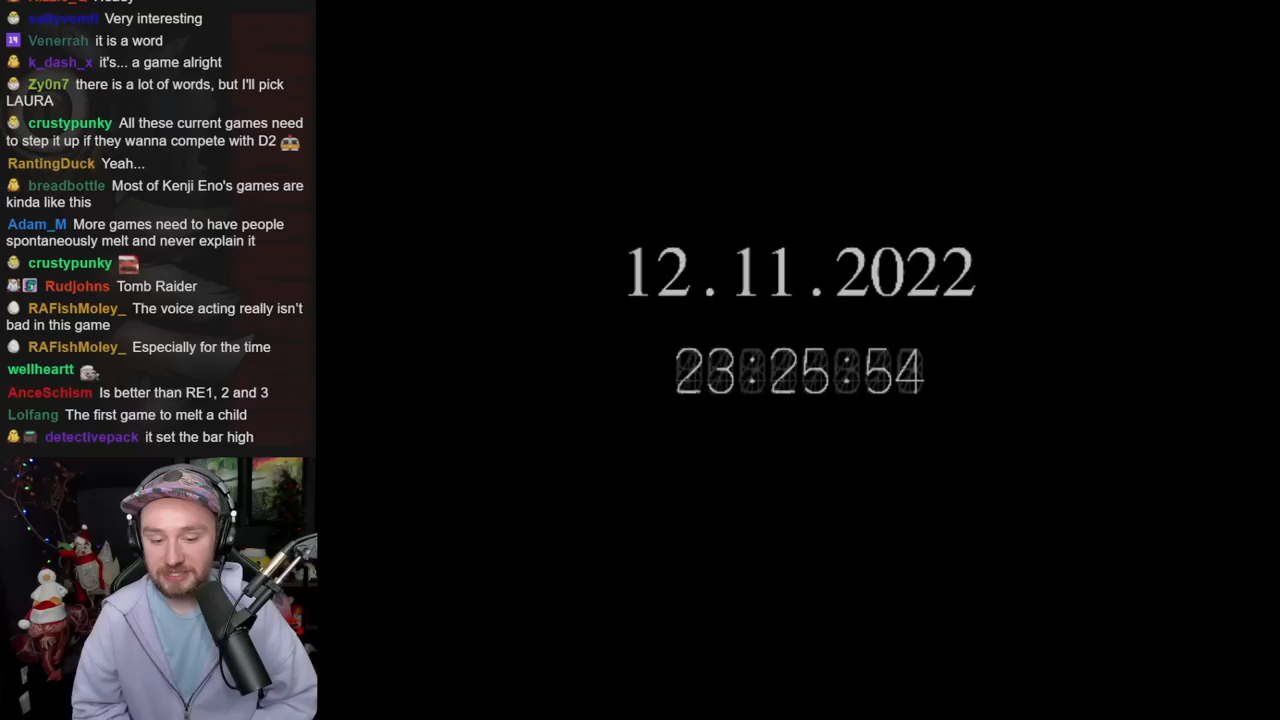 saltyvomit Very interesting
Venerrah it is a word
k_dash_x it's... a game alright
Zy0n7 there is a lot of words, but I'll pick
LAURA
crustypunky All these current games need
to step it up if they wanna compete with D2
RantingDuck Yeah...
breadbottle Most of Kenji Eno's games are
kinda like this
Adam_M More games need to have people
spontaneously melt and never explain it
crustypunky
Rudjohns Tomb Raider
RAFishMoley_ The voice acting really isn't
bad in this game
RAFishMoley_ Especially for the time
wellheartt
AnceSchism Is better than RE1, 2 and 3
Lolfang The first game to melt a child
detectivepack it set the bar high
12.11.2022
23:25:54